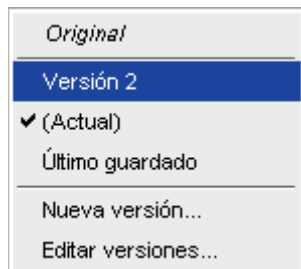 Original
Versión 2
(Actual)
Último guardado
Nueva versión...
Editar versiones...